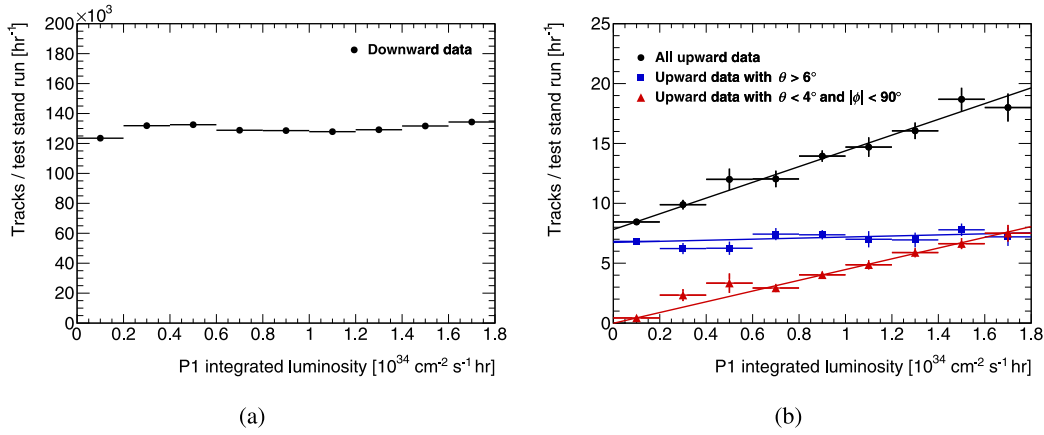 ×10³
Tracks / test stand run [hr⁻¹]
200
180
160
140
120
100
80
60
40
20
0
Downward data
0 0.2 0.4 0.6 0.8 1 1.2 1.4 1.6 1.8
P1 integrated luminosity [10³⁴ cm⁻² s⁻¹ hr]
(a)
Tracks / test stand run [hr⁻¹]
25
20
15
10
5
0
All upward data
Upward data with θ > 6°
Upward data with θ < 4° and |ϕ| < 90°
0 0.2 0.4 0.6 0.8 1 1.2 1.4 1.6 1.8
P1 integrated luminosity [10³⁴ cm⁻² s⁻¹ hr]
(b)